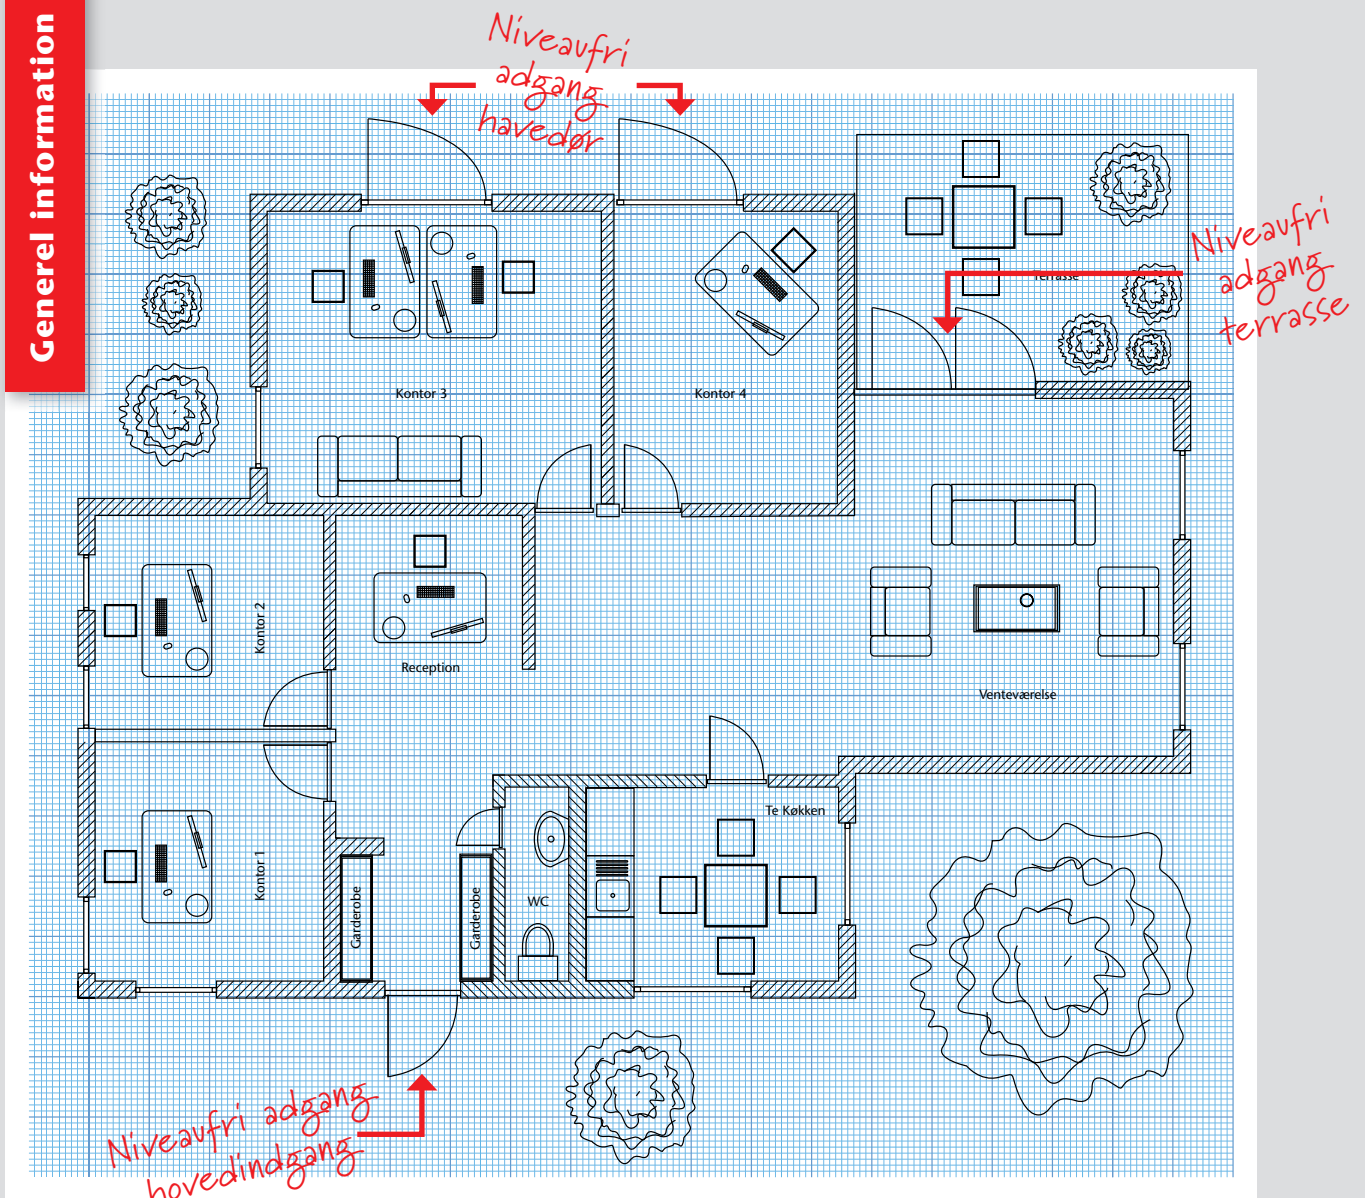 Generel information
Niveaufri
adgang
havedør
Niveaufri
adgang
terrasse
Terrasse
Kontor 3
Kontor 4
Kontor 2
Reception
Venteværelse
Te Køkken
Kontor 1
Garderobe
Garderobe
WC
Niveaufri adgang
hovedindgang